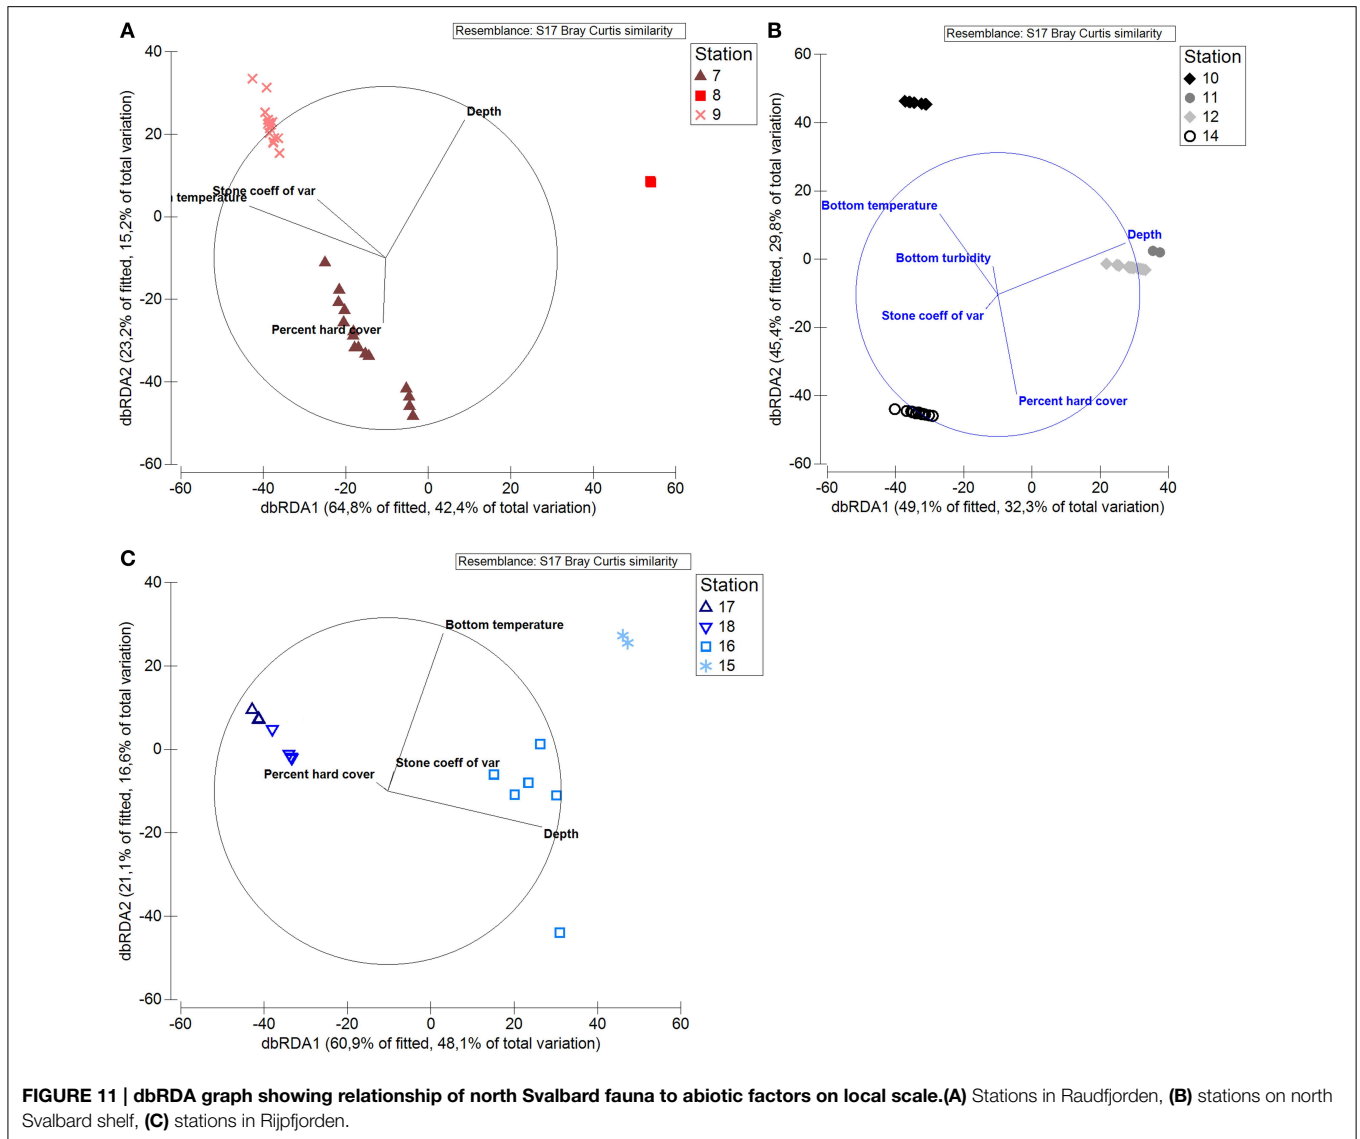 A
Resemblance: S17 Bray Curtis similarity
Station
7
8
9
40
20
0
-20
-40
-60
-60
-40
-20
0
20
40
60
Depth
Stone coeff of var
temperature
Percent hard cover
dbRDA2 (23,2% of fitted, 15,2% of total variation)
dbRDA1 (64,8% of fitted, 42,4% of total variation)
B
Resemblance: S17 Bray Curtis similarity
Station
10
11
12
14
60
40
20
0
-20
-40
-60
-60
-40
-20
0
20
40
Bottom temperature
Depth
Bottom turbidity
Stone coeff of var
Percent hard cover
dbRDA2 (45,4% of fitted, 29,8% of total variation)
dbRDA1 (49,1% of fitted, 32,3% of total variation)
C
Resemblance: S17 Bray Curtis similarity
Station
17
18
16
15
40
20
0
-20
-40
-60
-60
-40
-20
0
20
40
60
Bottom temperature
Stone coeff of var
Percent hard cover
Depth
dbRDA2 (21,1% of fitted, 16,6% of total variation)
dbRDA1 (60,9% of fitted, 48,1% of total variation)
FIGURE 11 | dbRDA graph showing relationship of north Svalbard fauna to abiotic factors on local scale.(A) Stations in Raudfjorden, (B) stations on north
Svalbard shelf, (C) stations in Rijpfjorden.